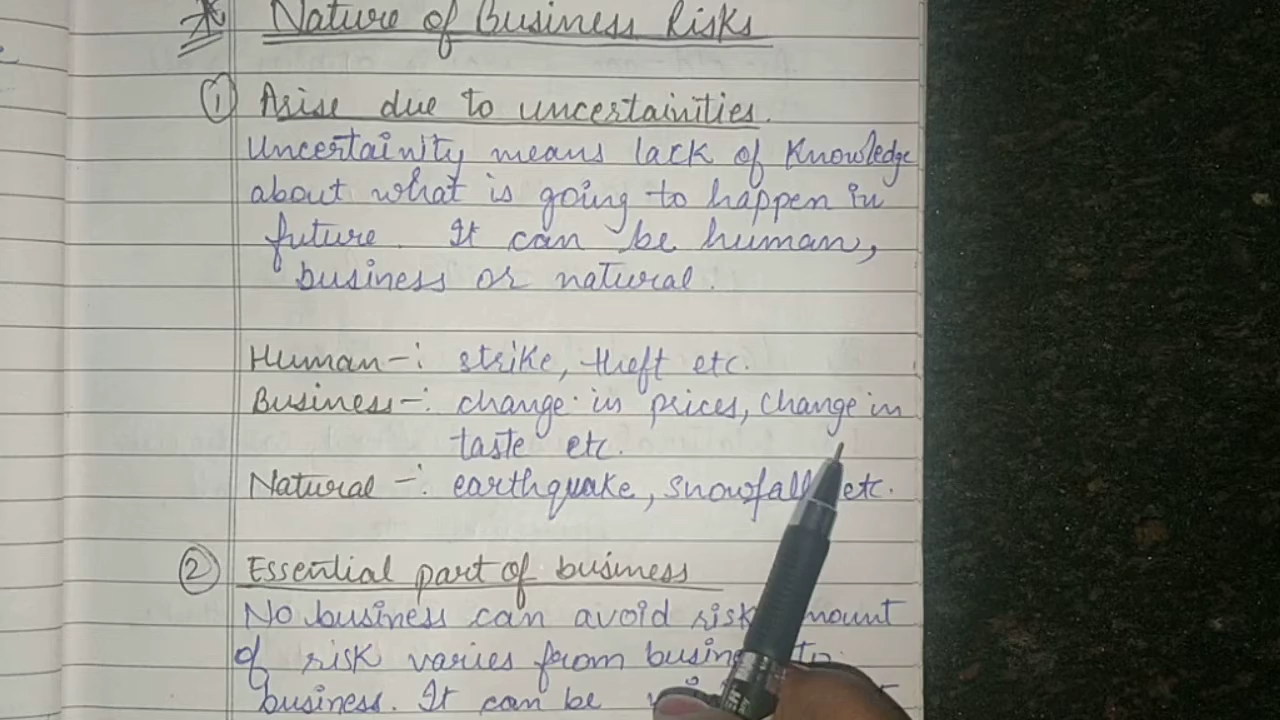 Nature of Business Risks
① Arise due to uncertainities.
Uncertainity means lack of Knowledge
about what is going to happen in
future. It can be human,
business or natural.
Human -: strike, theft etc.
Business -: change in prices, change in
taste etc.
Natural -: earthquake, snowfall etc.
② Essential part of business
No business can avoid risk
of risk varies from business to
business. It can be